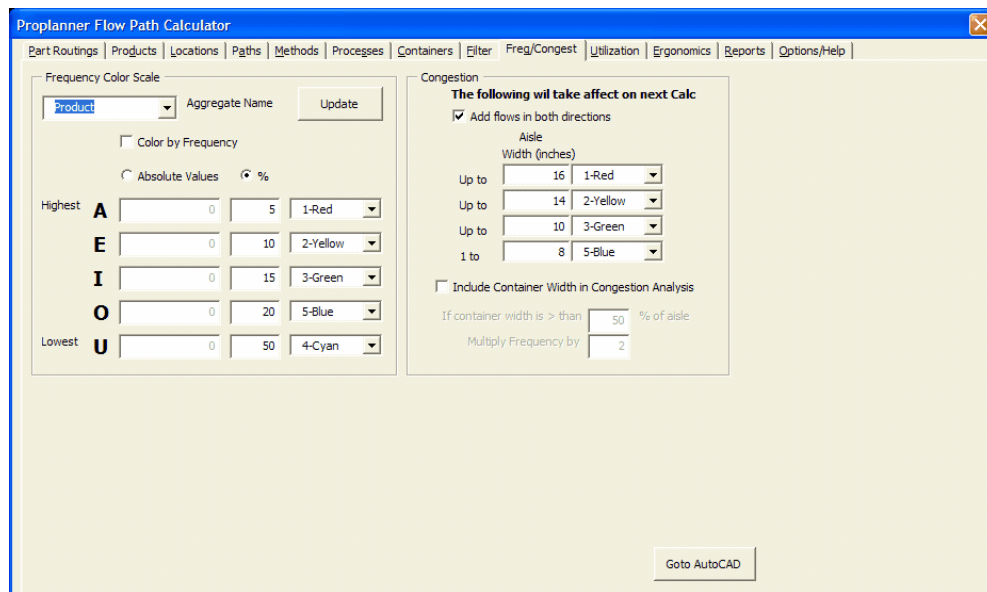 Proplanner Flow Path Calculator
Part Routings Products Locations Paths Methods Processes Containers Filter Freq/Congest Utilization Ergonomics Reports Options/Help
Frequency Color Scale
Product Aggregate Name Update
Color by Frequency
Absolute Values %
Highest A 0 5 1-Red
E 0 10 2-Yellow
I 0 15 3-Green
O 0 20 5-Blue
Lowest U 0 50 4-Cyan
Congestion
The following wil take affect on next Calc
Add flows in both directions
Aisle
Width (inches)
Up to 16 1-Red
Up to 14 2-Yellow
Up to 10 3-Green
1 to 8 5-Blue
Include Container Width in Congestion Analysis
If container width is > than 50 % of aisle
Multiply Frequency by 2
Goto AutoCAD